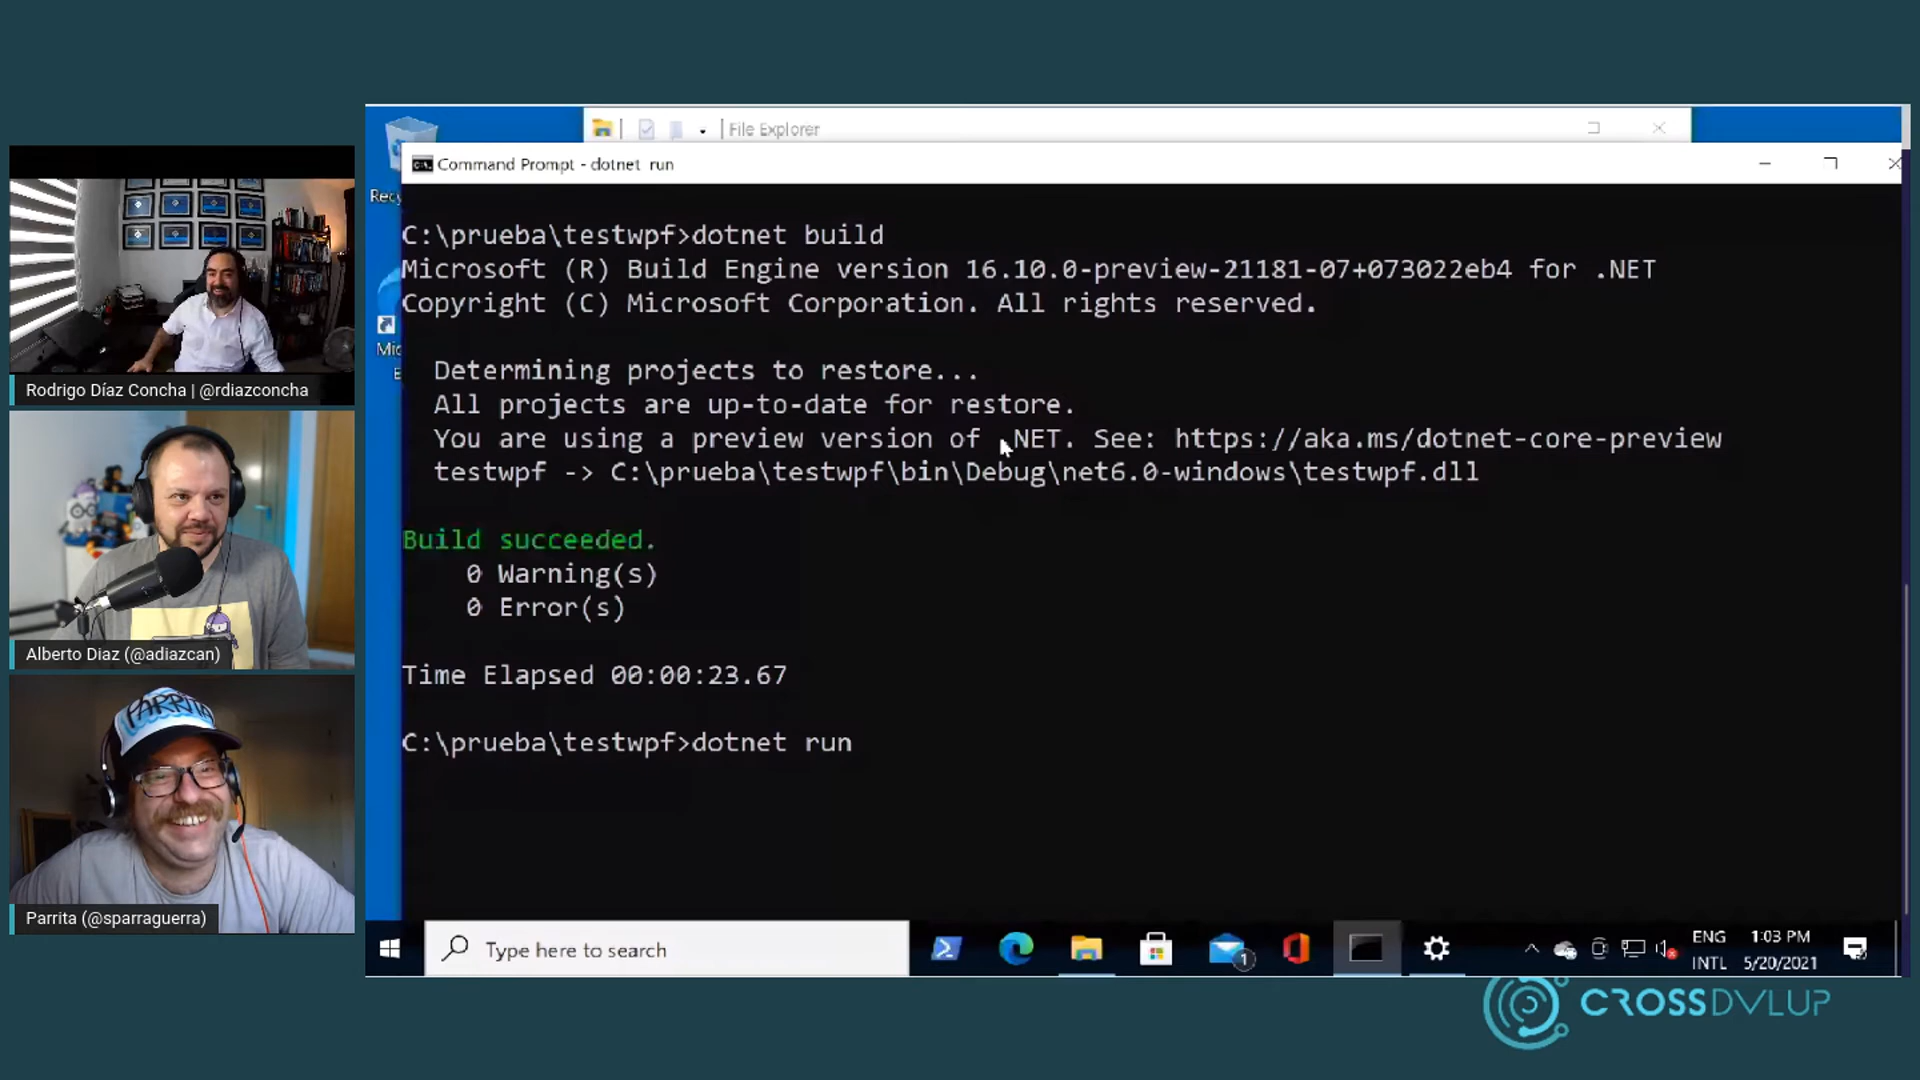 File Explorer
Command Prompt - dotnet run
C:\prueba\testwpf>dotnet build
Microsoft (R) Build Engine version 16.10.0-preview-21181-07+073022eb4 for .NET
Copyright (C) Microsoft Corporation. All rights reserved.
Determining projects to restore...
All projects are up-to-date for restore.
You are using a preview version of .NET. See: https://aka.ms/dotnet-core-preview
testwpf -> C:\prueba\testwpf\bin\Debug\net6.0-windows\testwpf.dll
Build succeeded.
0 Warning(s)
0 Error(s)
Time Elapsed 00:00:23.67
C:\prueba\testwpf>dotnet run
Recy
Mic
E
Rodrigo Díaz Concha | @rdiazconcha
Alberto Diaz (@adiazcan)
PARRITA
Parrita (@sparraguerra)
Type here to search
1
ENG
INTL
1:03 PM
5/20/2021
CROSSDVLUP